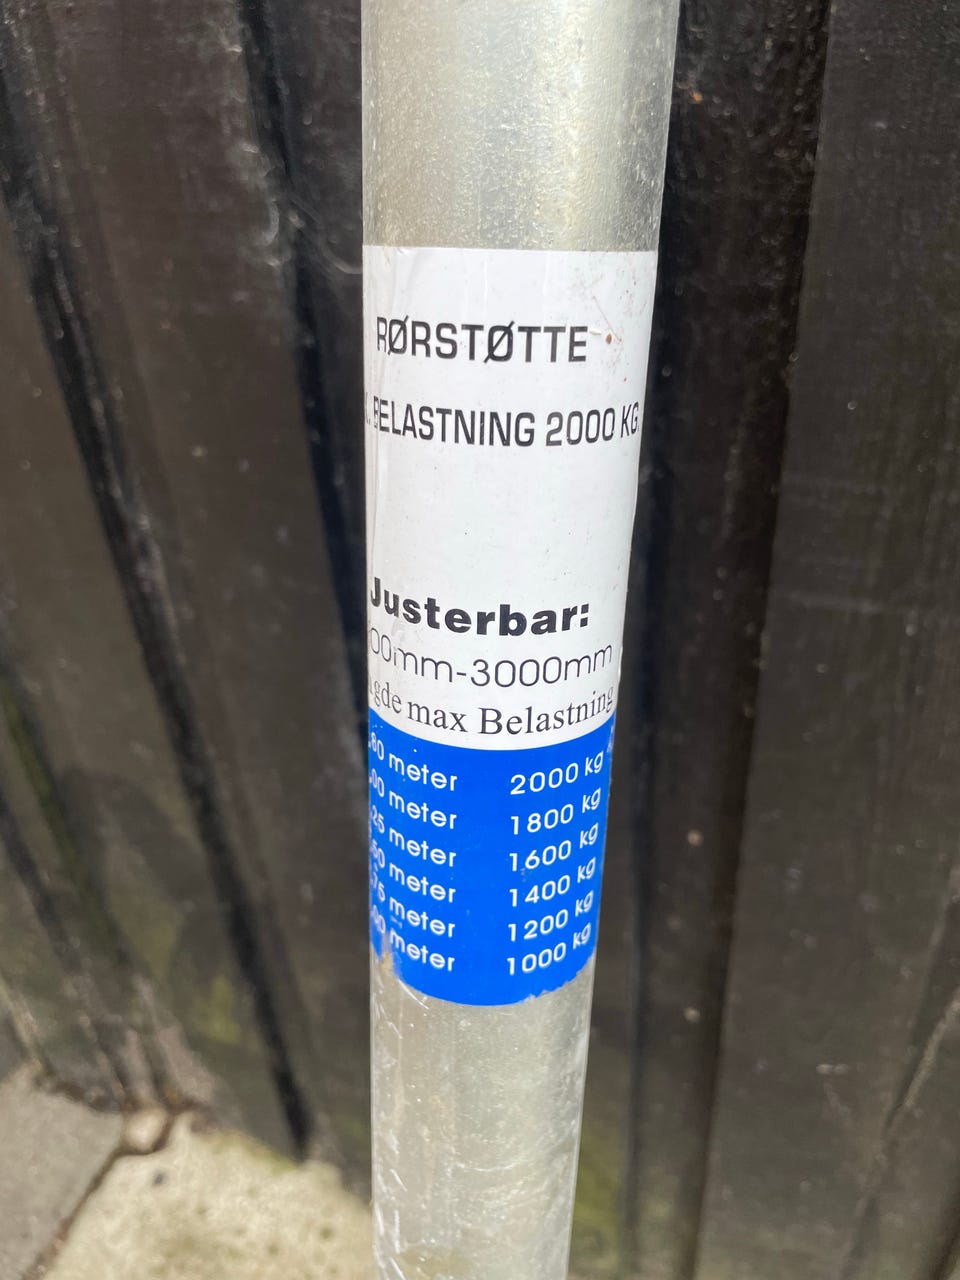 RØRSTØTTE
BELASTNING 2000 KG
Justerbar:
00mm-3000mm
max Belastning
meter 2000 kg
meter 1800 kg
meter 1600 kg
meter 1400 kg
meter 1200 kg
meter 1000 kg